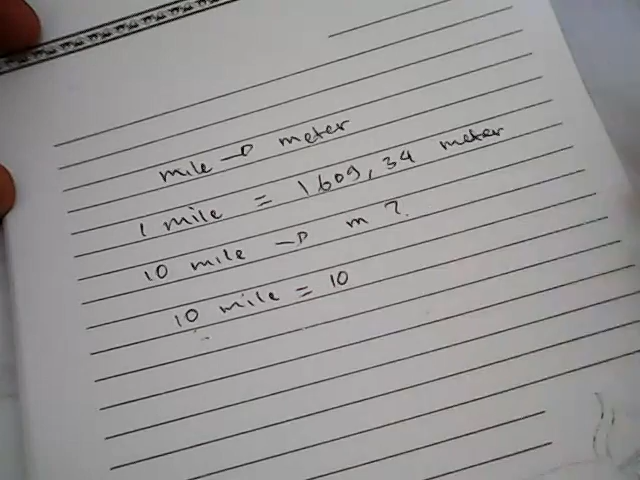 mile → meter
1 mile = 1609,34 meter
10 mile → m ?
10 mile = 10